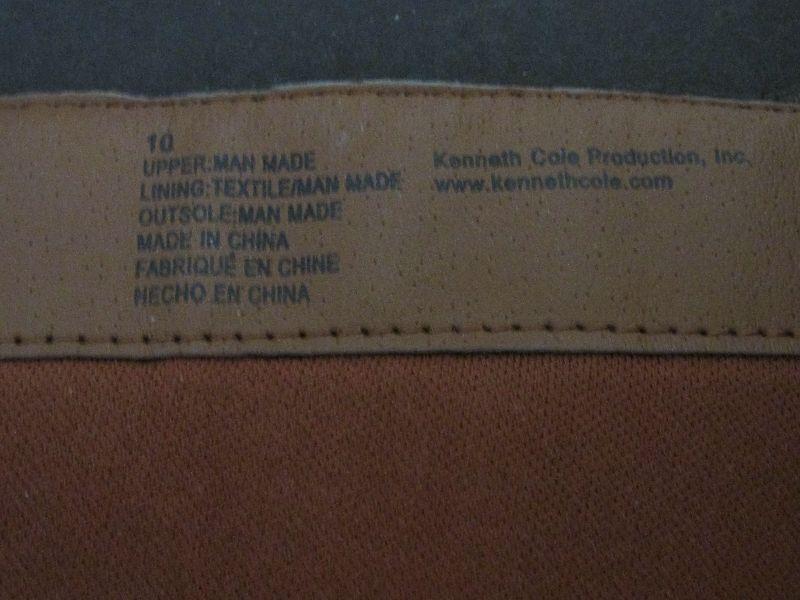 10
UPPER:MAN MADE
LINING:TEXTILE/MAN MADE
OUTSOLE:MAN MADE
MADE IN CHINA
FABRIQUÉ EN CHINE
HECHO EN CHINA
Kenneth Cole Production, Inc.
www.kennethcole.com